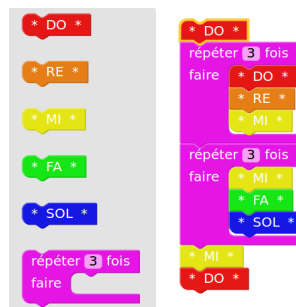 * DO *
* RE *
* MI *
* FA *
* SOL *
répéter 3 fois
faire
* DO *
répéter 3 fois
faire * DO *
* RE *
* MI *
répéter 3 fois
faire * MI *
* FA *
* SOL *
* MI *
* DO *